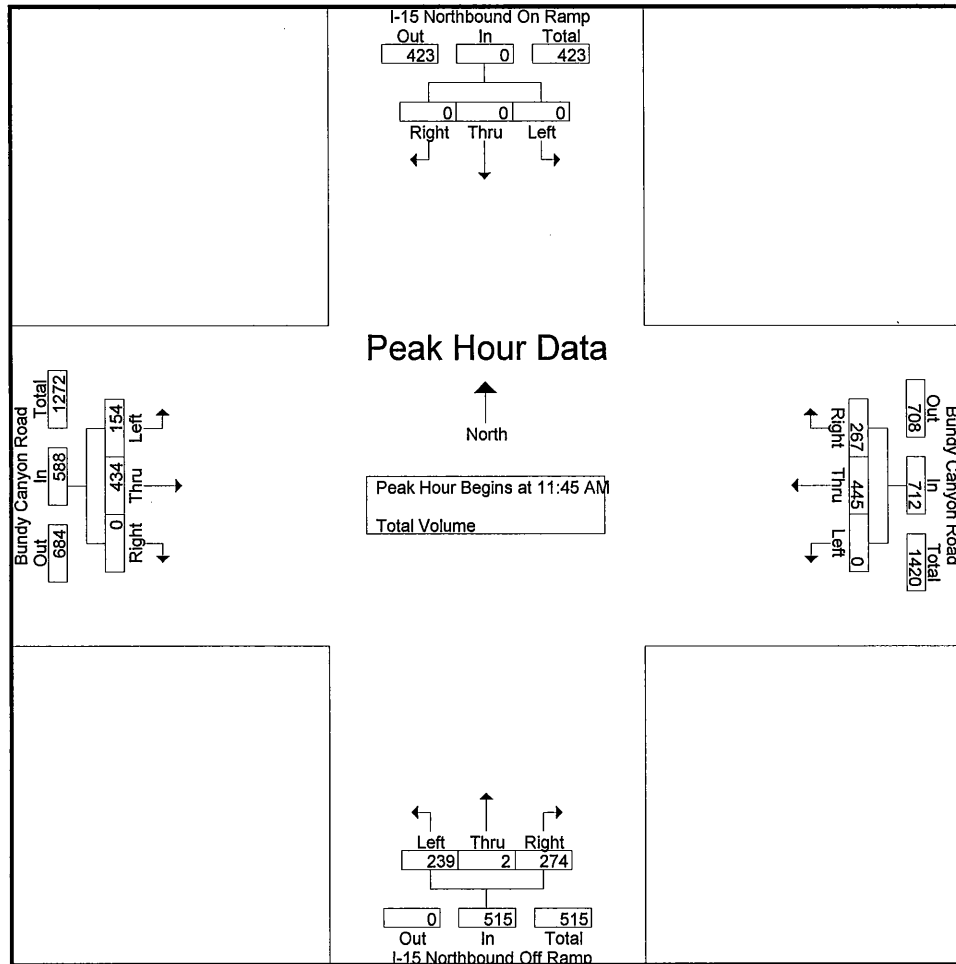 I-15 Northbound On Ramp
Out In Total
423 0 423
0 0 0
Right Thru Left
Peak Hour Data
North
Peak Hour Begins at 11:45 AM
Total Volume
Bundy Canyon Road
Total In Out
1272 588 684
154 434 0
Left Thru Right
Bundy Canyon Road
Out In Total
708 712 1420
267 445 0
Right Thru Left
Left Thru Right
239 2 274
0 515 515
Out In Total
I-15 Northbound Off Ramp